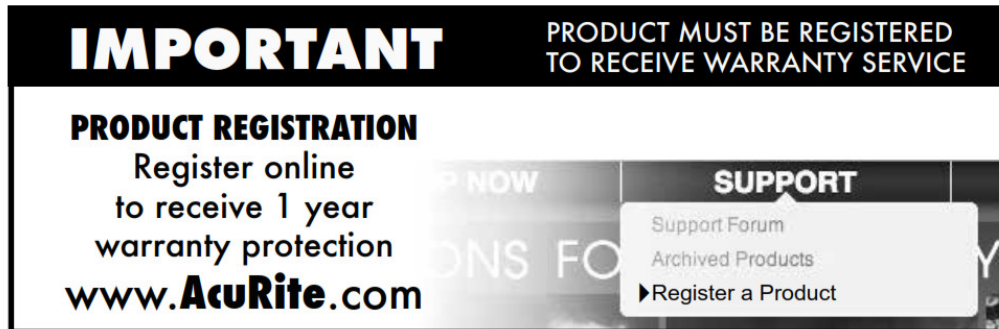 IMPORTANT
PRODUCT MUST BE REGISTERED
TO RECEIVE WARRANTY SERVICE
PRODUCT REGISTRATION
Register online
to receive 1 year
warranty protection
www.AcuRite.com
NOW
SUPPORT
Support Forum
Archived Products
Register a Product